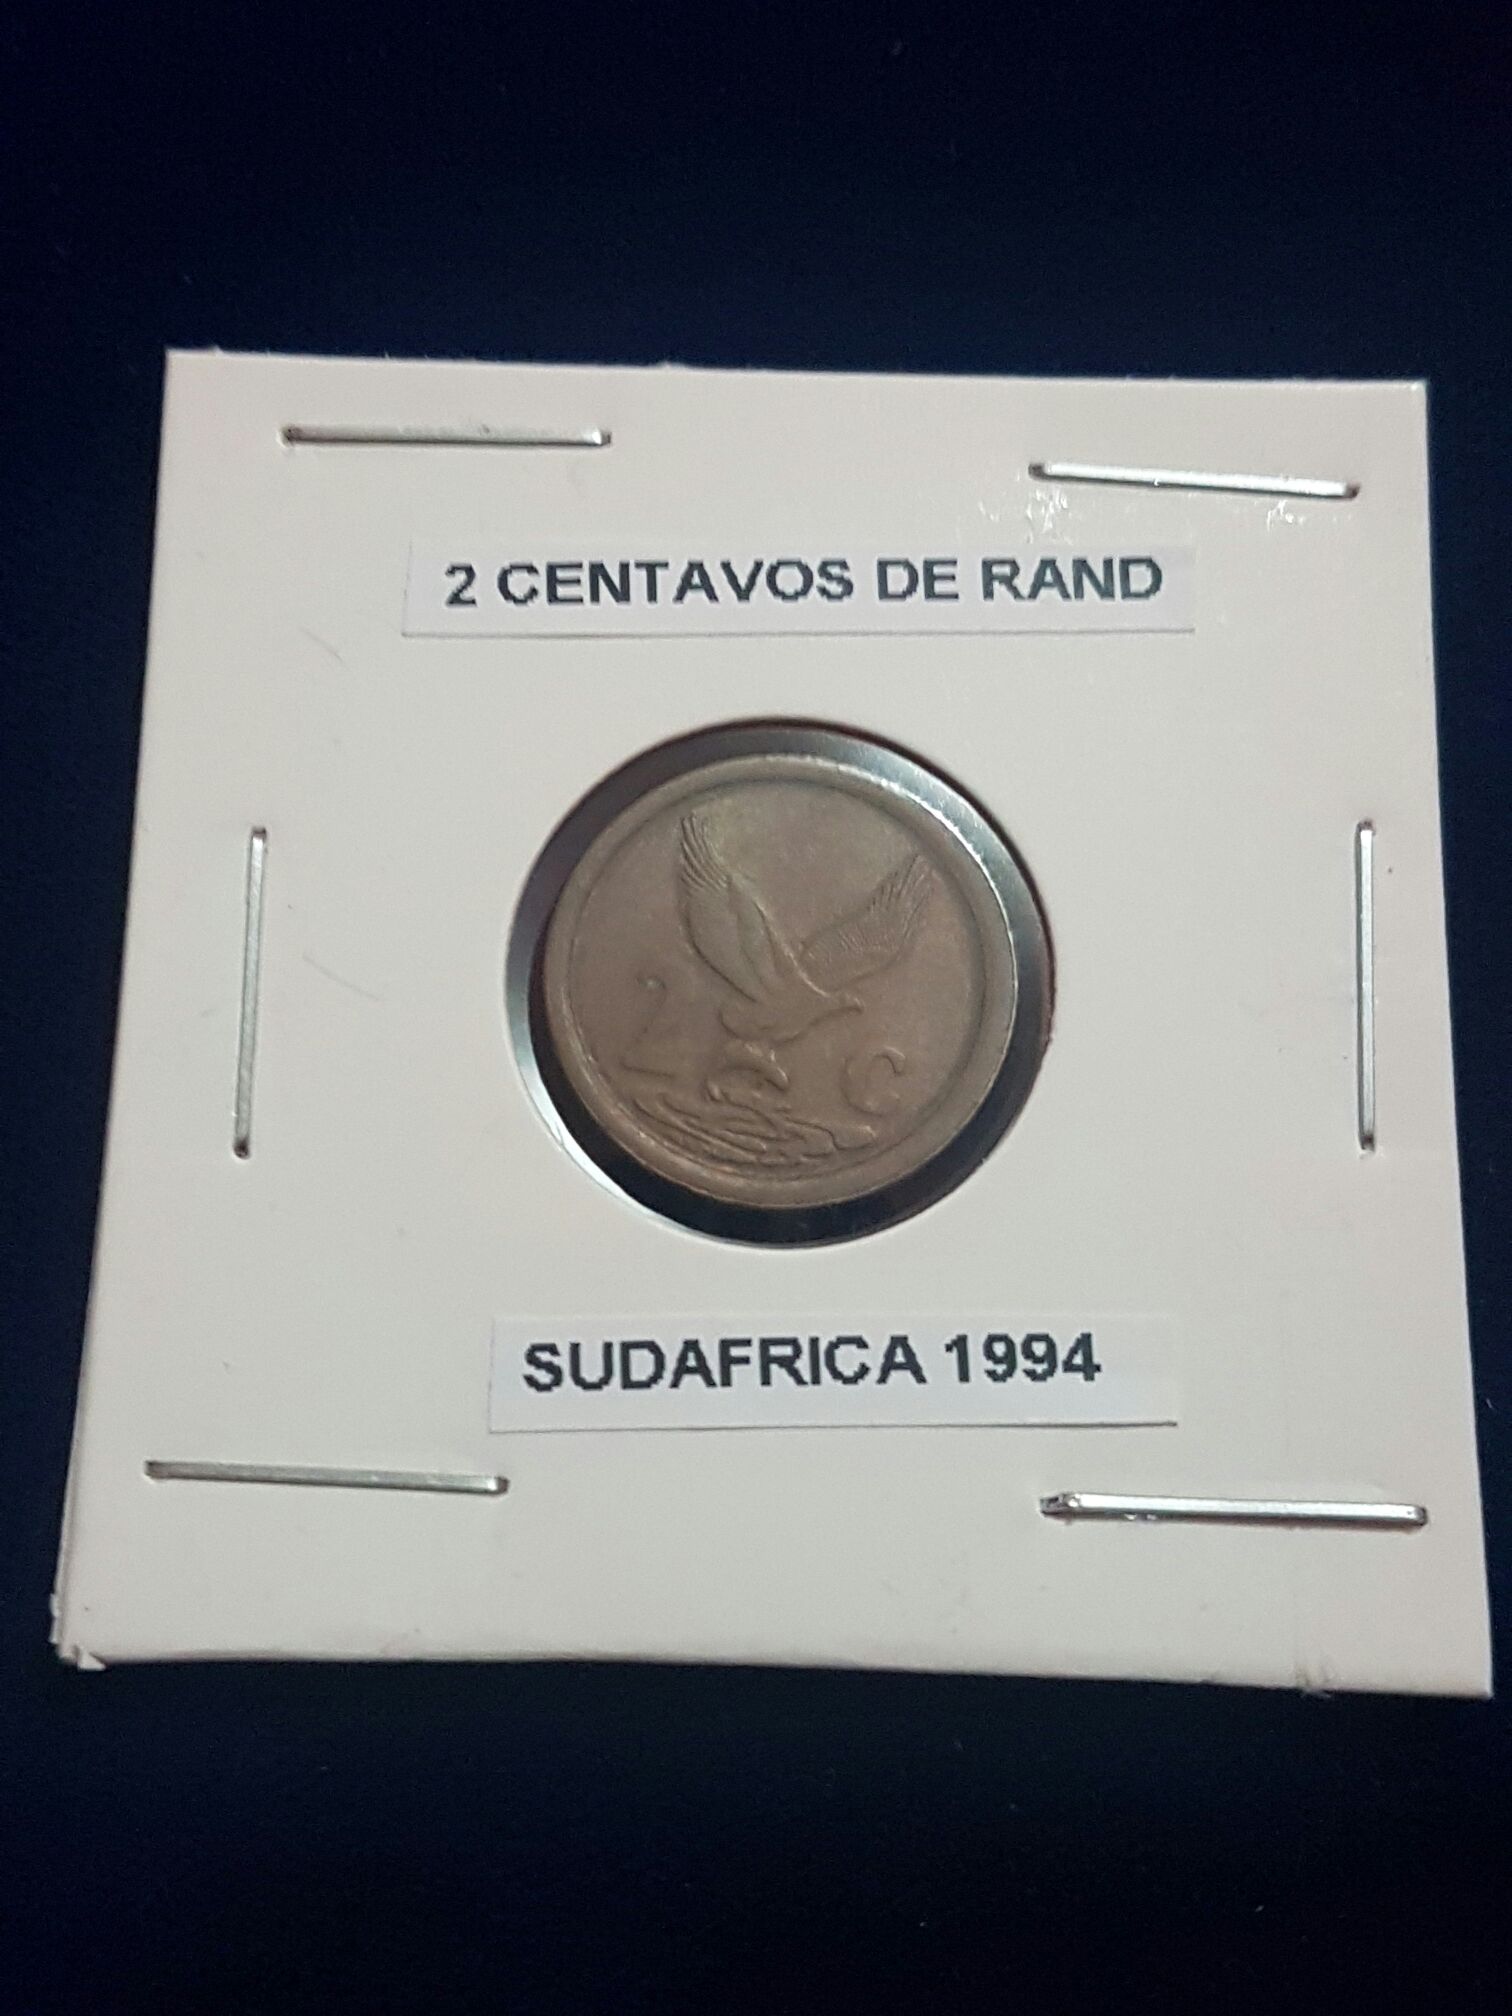 2 CENTAVOS DE RAND
2 C
SUDAFRICA 1994